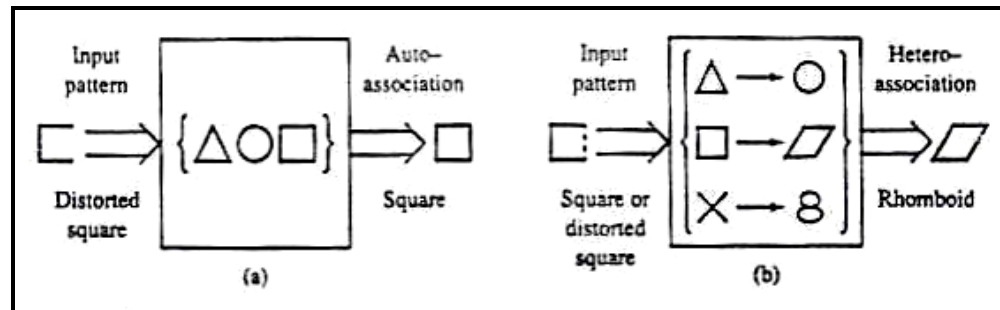 Input
pattern
Distorted
square
Auto-
association
Square
(a)
Input
pattern
Square or
distorted
square
Hetero-
association
Rhomboid
(b)